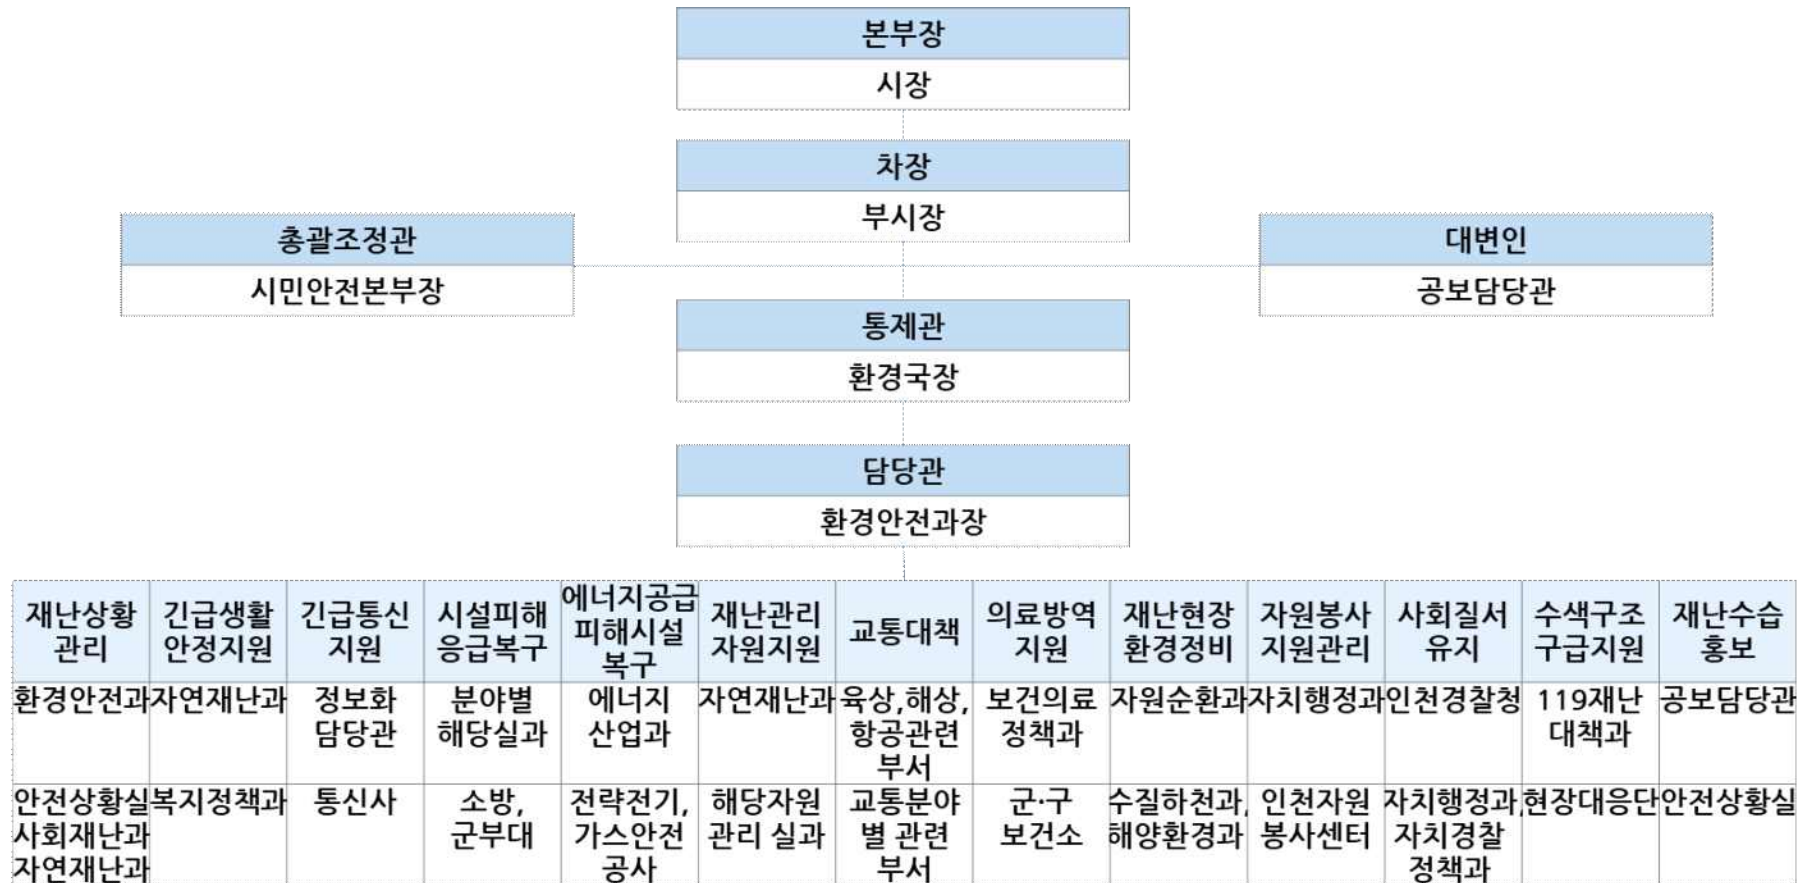 본부장
시장
차장
부시장
총괄조정관
시민안전본부장
대변인
공보담당관
통제관
환경국장
담당관
환경안전과장
재난상황
관리
긴급생활
안정지원
긴급통신
지원
시설피해
응급복구
에너지공급
피해시설
복구
재난관리
자원지원
교통대책
의료방역
지원
재난현장
환경정비
자원봉사
지원관리
사회질서
유지
수색구조
구급지원
재난수습
홍보
환경안전과
자연재난과
정보화
담당관
분야별
해당실과
에너지
산업과
자연재난과
육상,해상,
항공관련
부서
보건의료
정책과
자원순환과
자치행정과
인천경찰청
119재난
대책과
공보담당관
안전상황실
사회재난과
자연재난과
복지정책과
통신사
소방,
군부대
전략전기,
가스안전
공사
해당자원
관리 실과
교통분야
별 관련
부서
군·구
보건소
수질하천과,
해양환경과
인천자원
봉사센터
자치행정과,
자치경찰
정책과
현장대응단
안전상황실